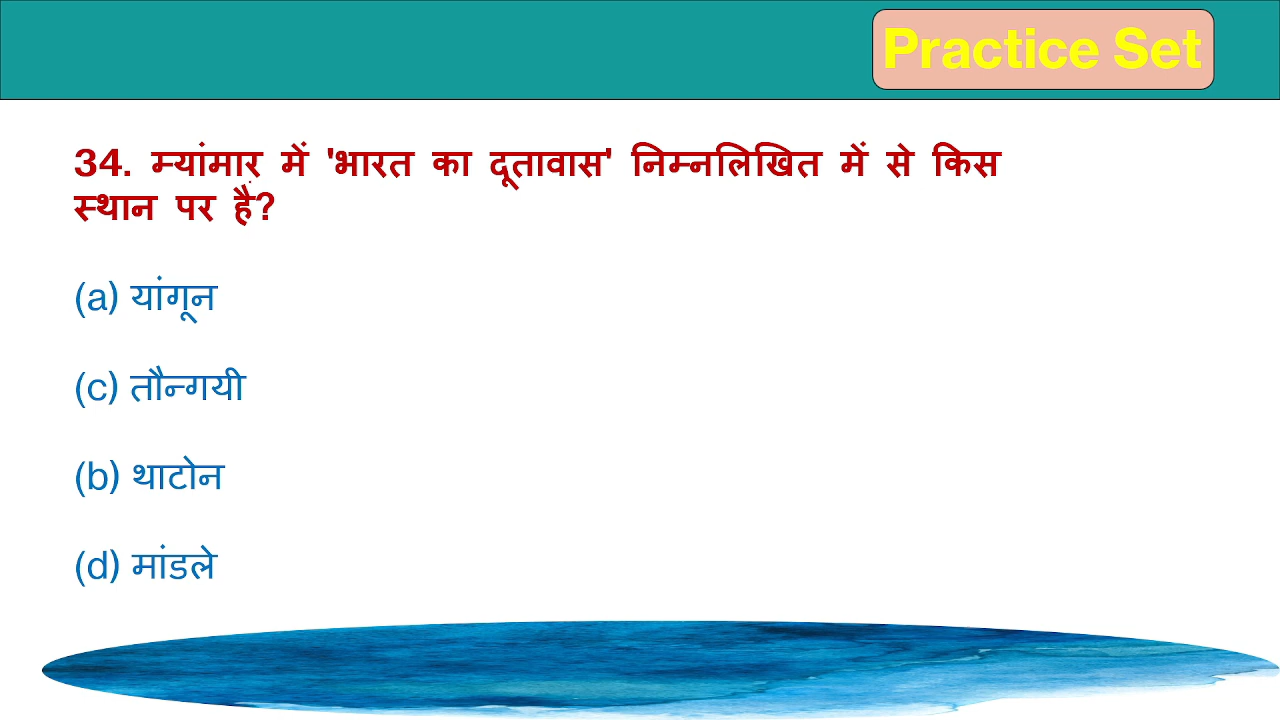 Practice Set
34. म्यांमार में 'भारत का दूतावास' निम्नलिखित में से किस
स्थान पर है?
(a) यांगून
(c) तौन्गयी
(b) थाटोन
(d) मांडले